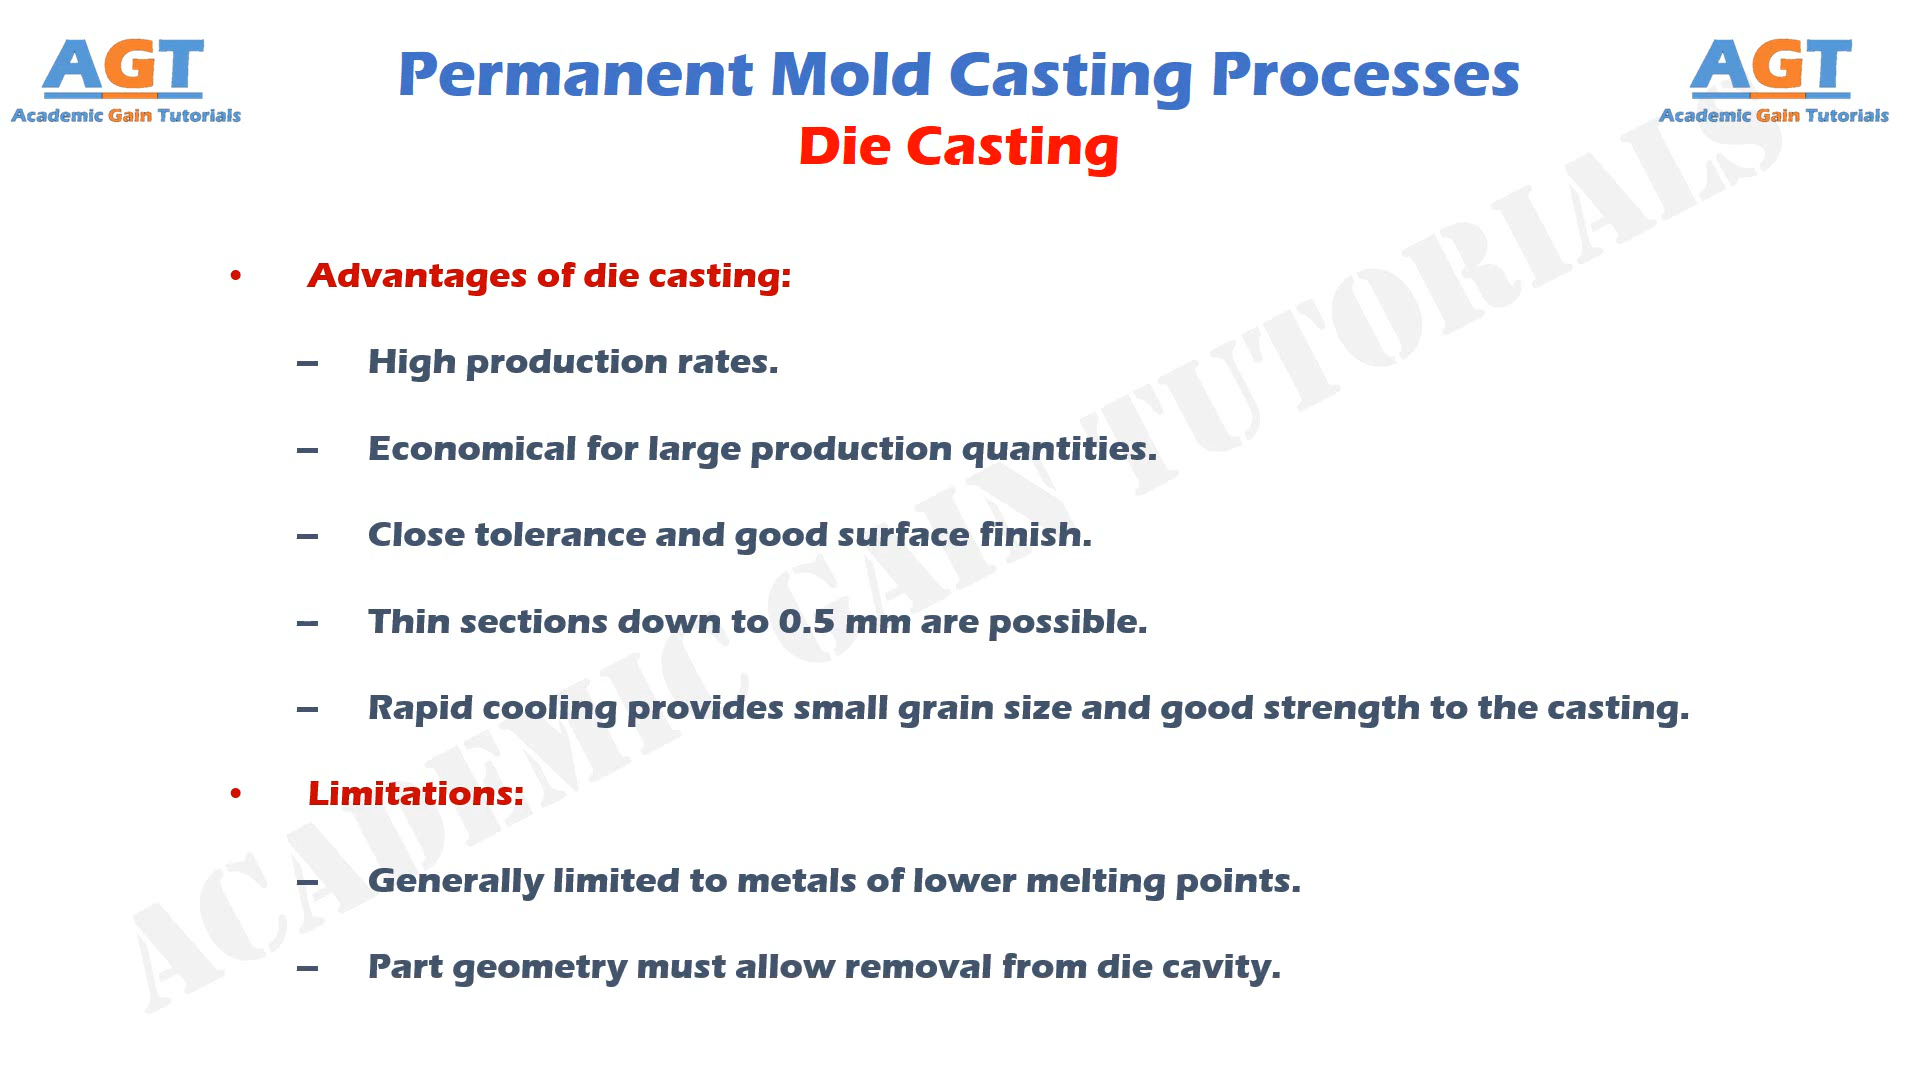 AGT
Academic Gain Tutorials
Permanent Mold Casting Processes
Die Casting
AGT
Academic Gain Tutorials
• Advantages of die casting:
– High production rates.
– Economical for large production quantities.
– Close tolerance and good surface finish.
– Thin sections down to 0.5 mm are possible.
– Rapid cooling provides small grain size and good strength to the casting.
• Limitations:
– Generally limited to metals of lower melting points.
– Part geometry must allow removal from die cavity.
ACADEMIC GAIN TUTORIALS